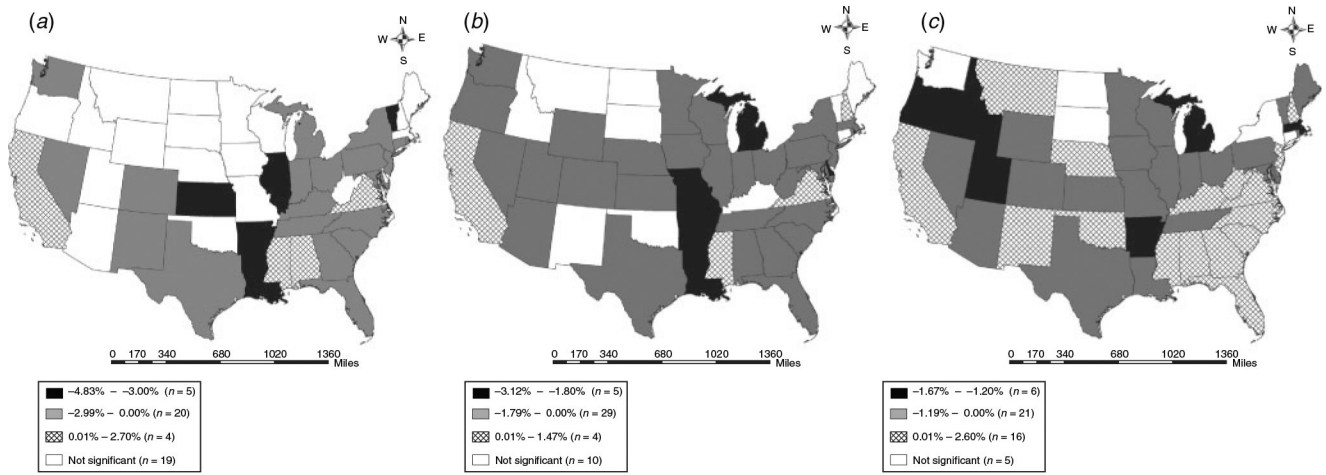 (a)
N
W E
S
0 170 340 680 1020 1360
Miles
−4.83% – −3.00% (n = 5)
−2.99% – 0.00% (n = 20)
0.01% – 2.70% (n = 4)
Not significant (n = 19)
(b)
N
W E
S
0 170 340 680 1020 1360
Miles
−3.12% – −1.80% (n = 5)
−1.79% – 0.00% (n = 29)
0.01% – 1.47% (n = 4)
Not significant (n = 10)
(c)
N
W E
S
0 170 340 680 1020 1360
Miles
−1.67% – −1.20% (n = 6)
−1.19% – 0.00% (n = 21)
0.01% – 2.60% (n = 16)
Not significant (n = 5)